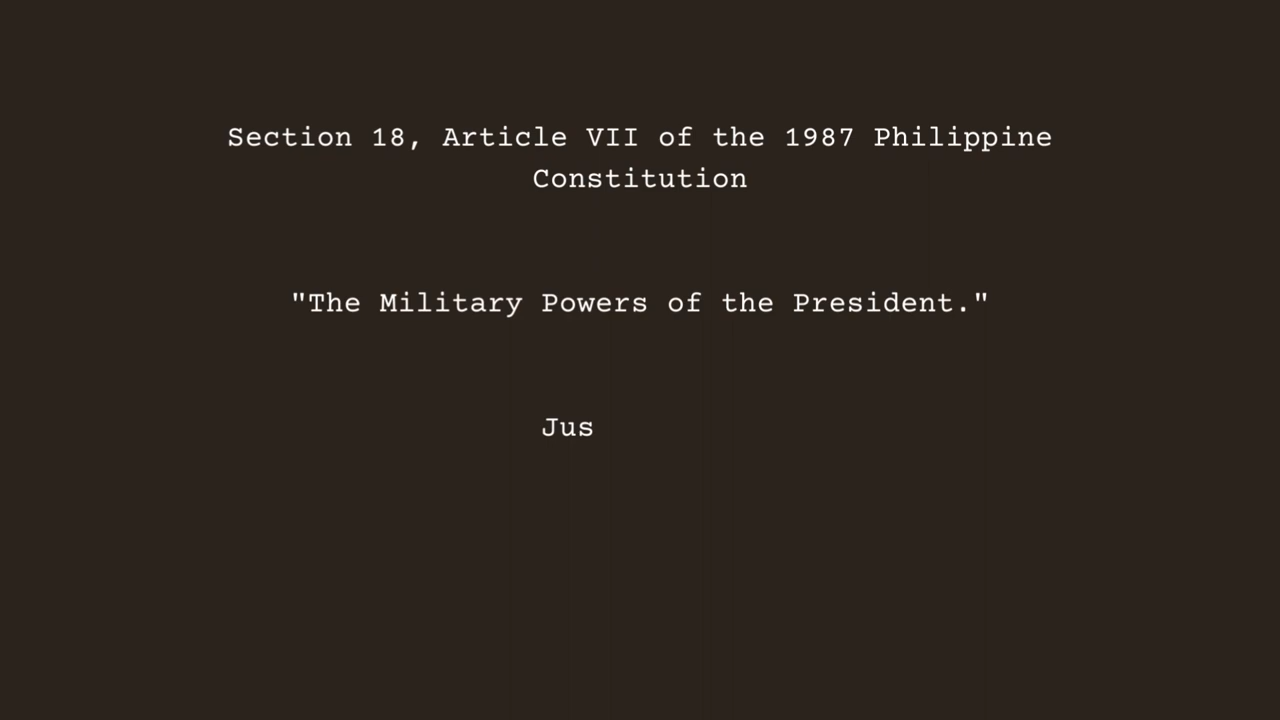 Section 18, Article VII of the 1987 Philippine
Constitution
"The Military Powers of the President."
Jus